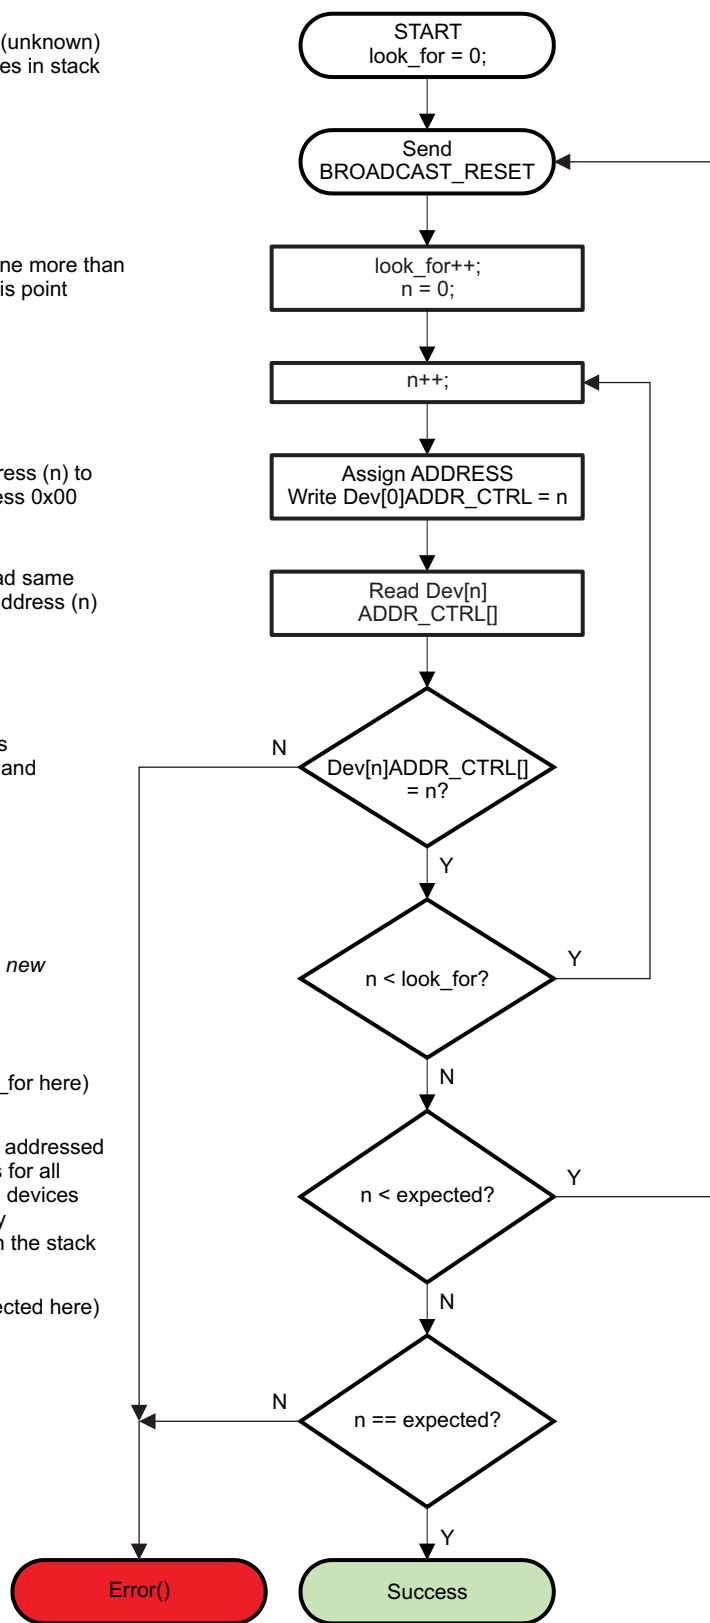 START
look_for = 0;
(unknown)
es in stack
Send
BROADCAST_RESET
ne more than
is point
look_for++;
n = 0;
n++;
ress (n) to
ess 0x00
Assign ADDRESS
Write Dev[0]ADDR_CTRL = n
ad same
ddress (n)
Read Dev[n]
ADDR_CTRL[]
s
and
N
Dev[n]ADDR_CTRL[]
= n?
Y
new
n < look_for?
Y
N
_for here)
addressed
s for all
devices
y
n the stack
n < expected?
Y
N
ected here)
N
n == expected?
Y
Error()
Success